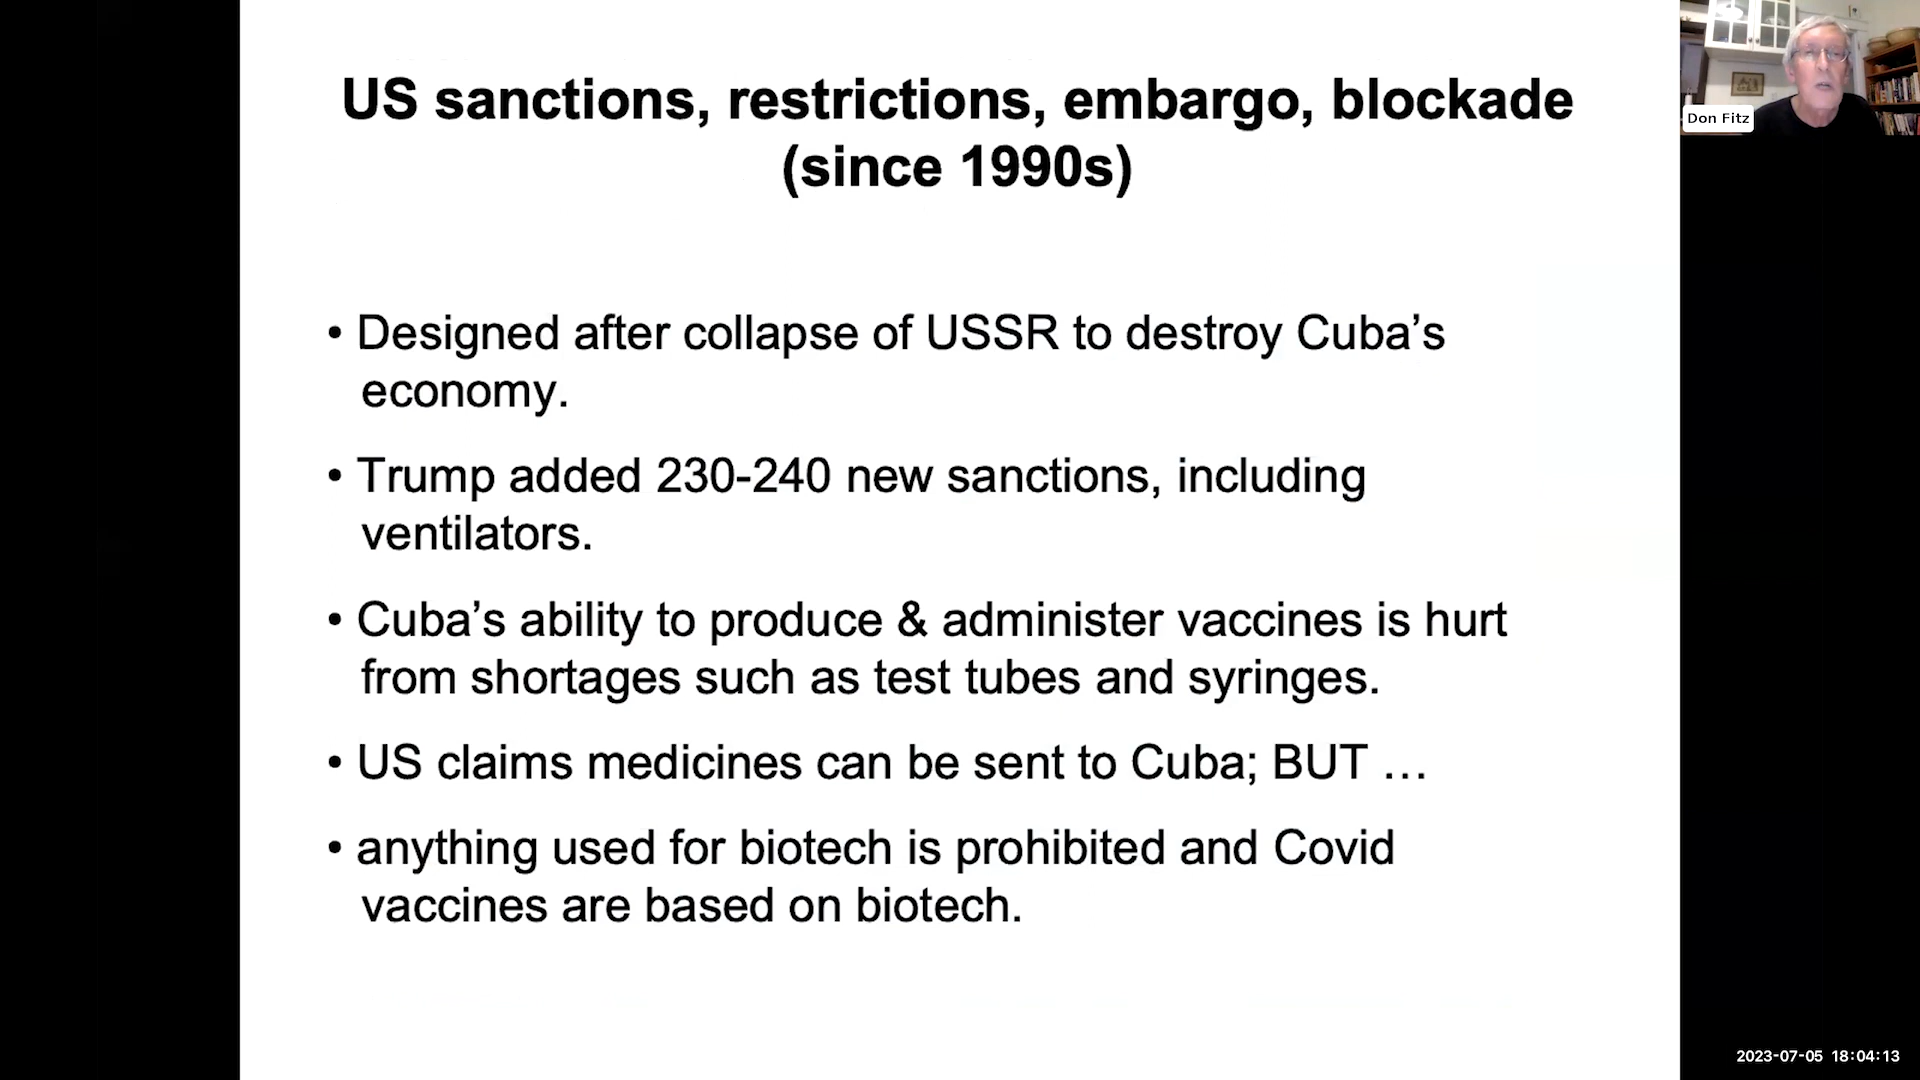 US sanctions, restrictions, embargo, blockade
(since 1990s)
Don Fitz
• Designed after collapse of USSR to destroy Cuba’s
economy.
• Trump added 230-240 new sanctions, including
ventilators.
• Cuba’s ability to produce & administer vaccines is hurt
from shortages such as test tubes and syringes.
• US claims medicines can be sent to Cuba; BUT …
• anything used for biotech is prohibited and Covid
vaccines are based on biotech.
2023-07-05 18:04:13